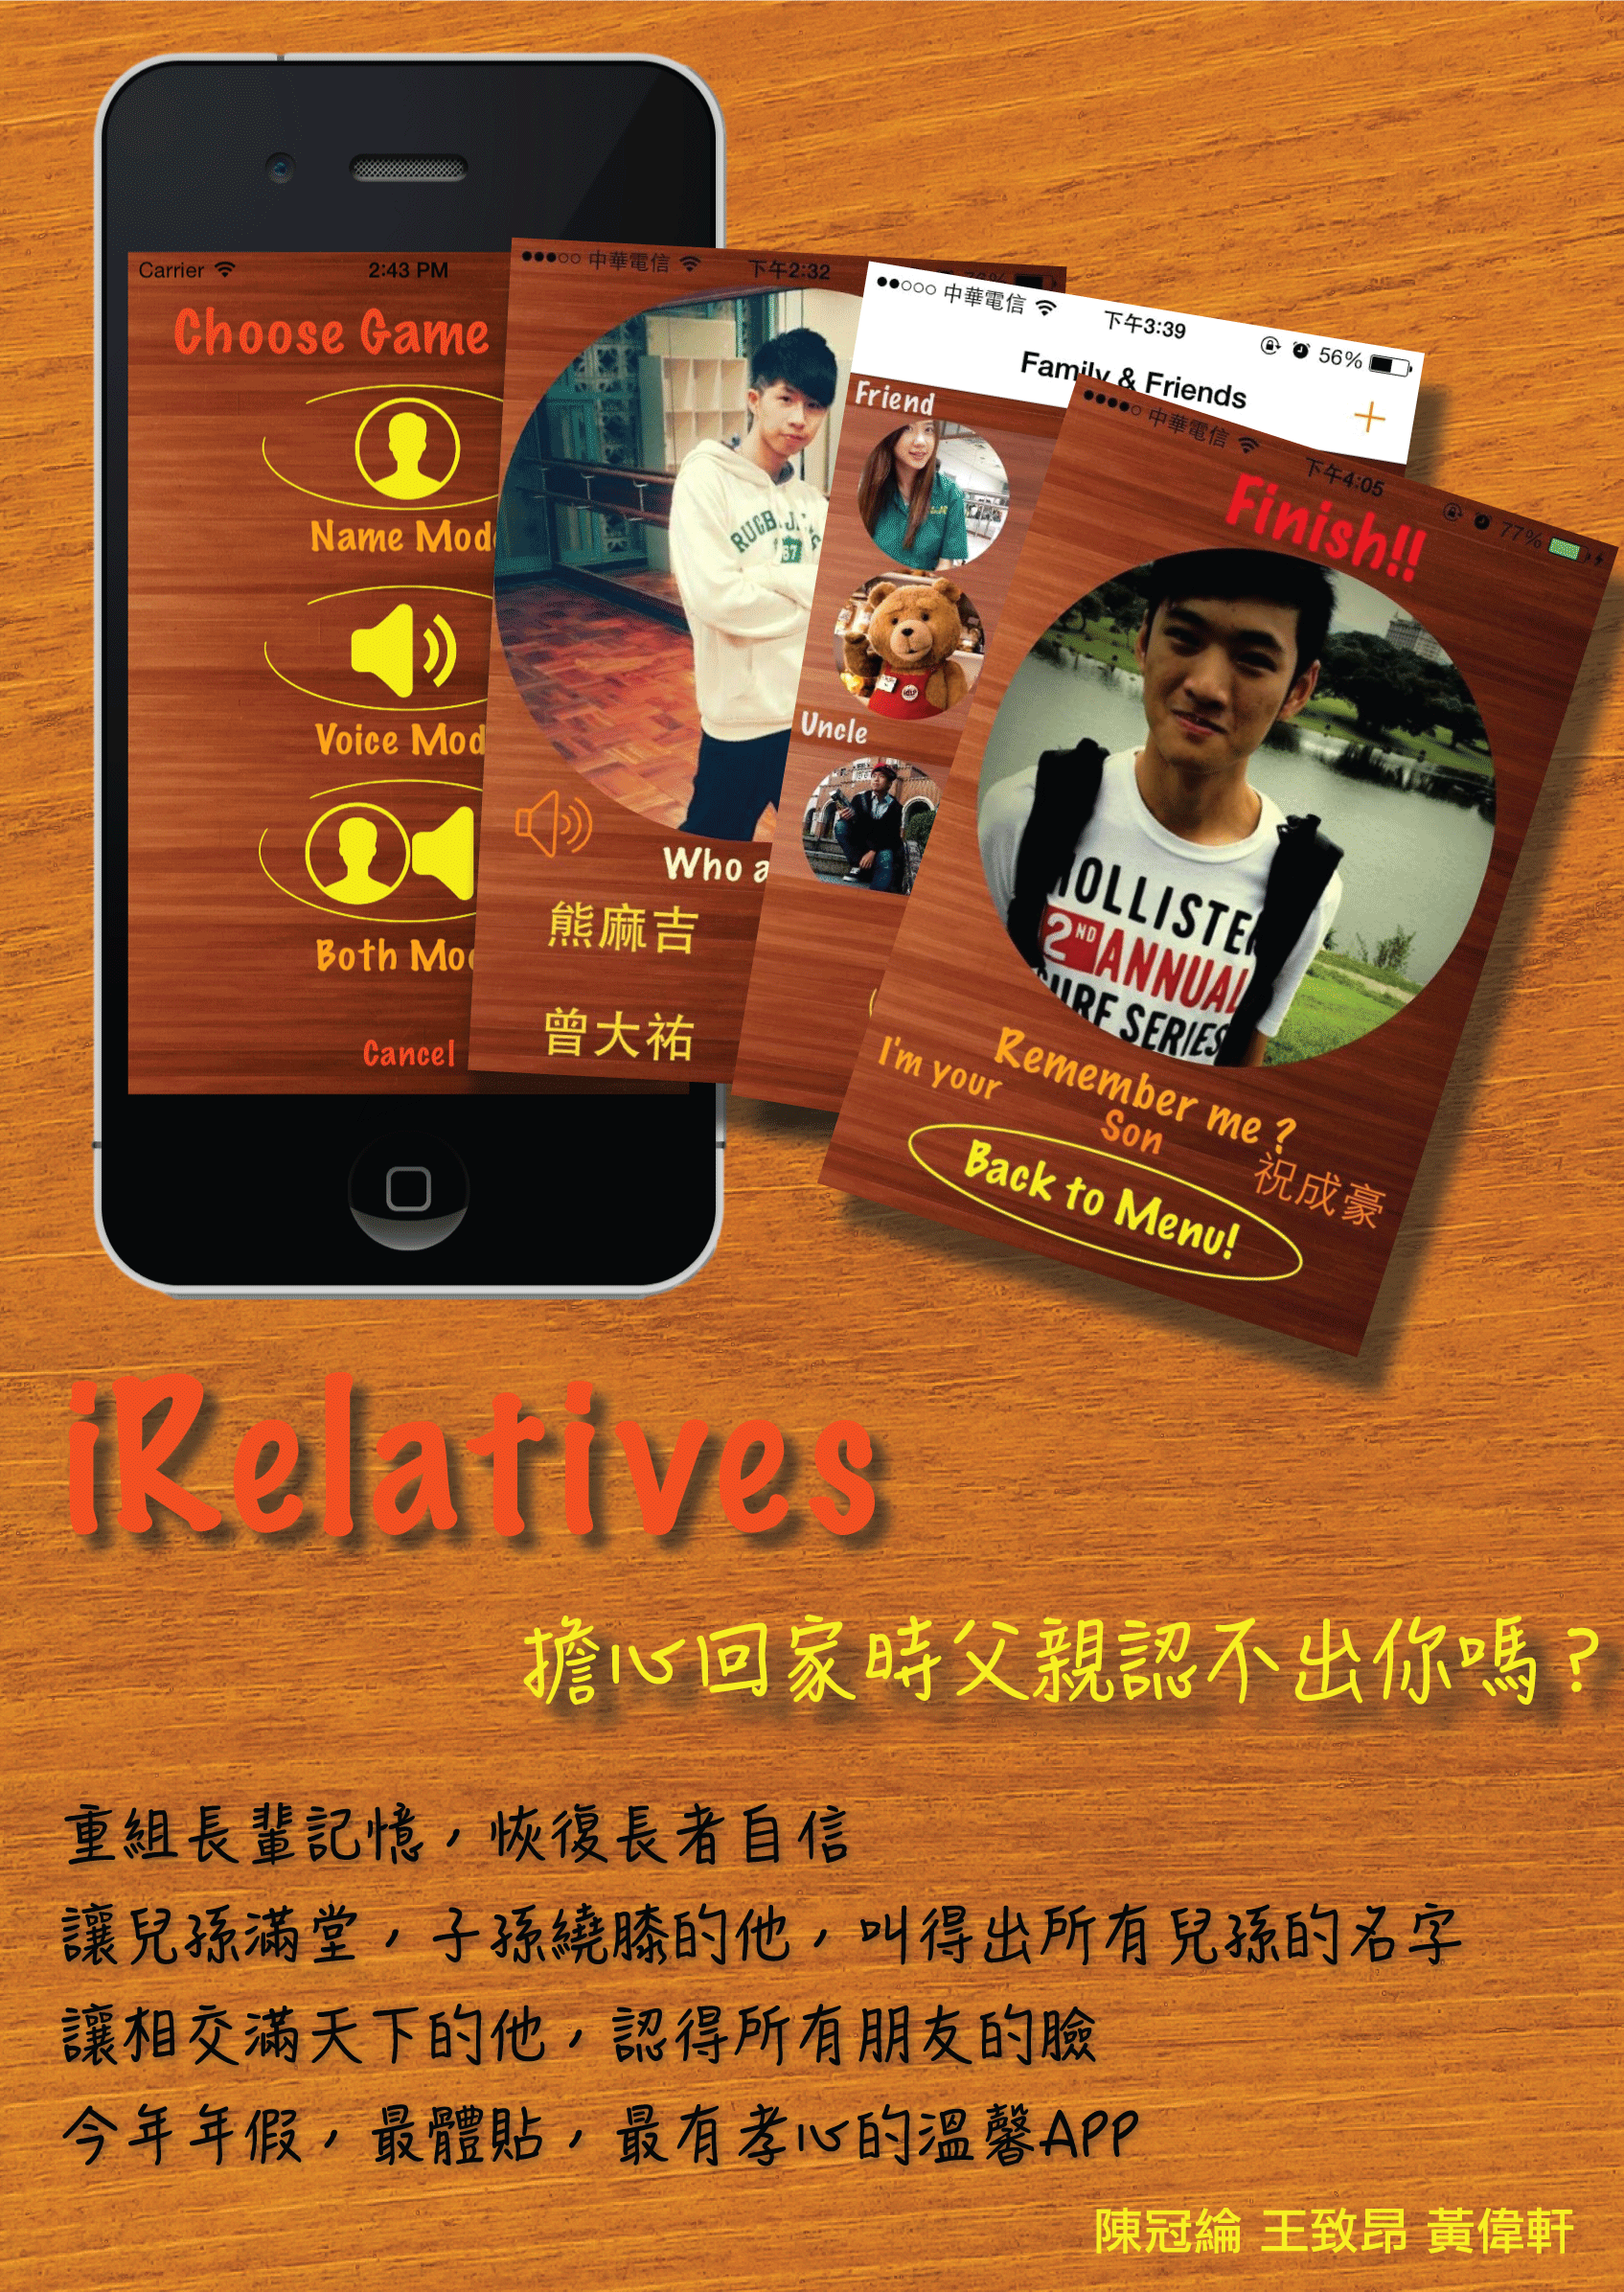 Carrier 2:43 PM
Choose Game
Name Mod
Voice Mod
Both Mo
Cancel
中華電信 下午2:32
RUGB
87
Who a
熊麻吉
曾大祐
中華電信 下午3:39 56%
Family & Friends
+
Friend
Uncle
中華電信 下午4:05 77%
Finish!!
HOLLISTE
2ND ANNUAL
SURF SERIES
Remember me ?
I'm your
Son
祝成豪
Back to Menu!
iRelatives
擔心回家時父親認不出你嗎？
重組長輩記憶，恢復長者自信
讓兒孫滿堂，子孫繞膝的他，叫得出所有兒孫的名字
讓相交滿天下的他，認得所有朋友的臉
今年年假，最體貼，最有孝心的溫馨APP
陳冠綸 王致昂 黃偉軒